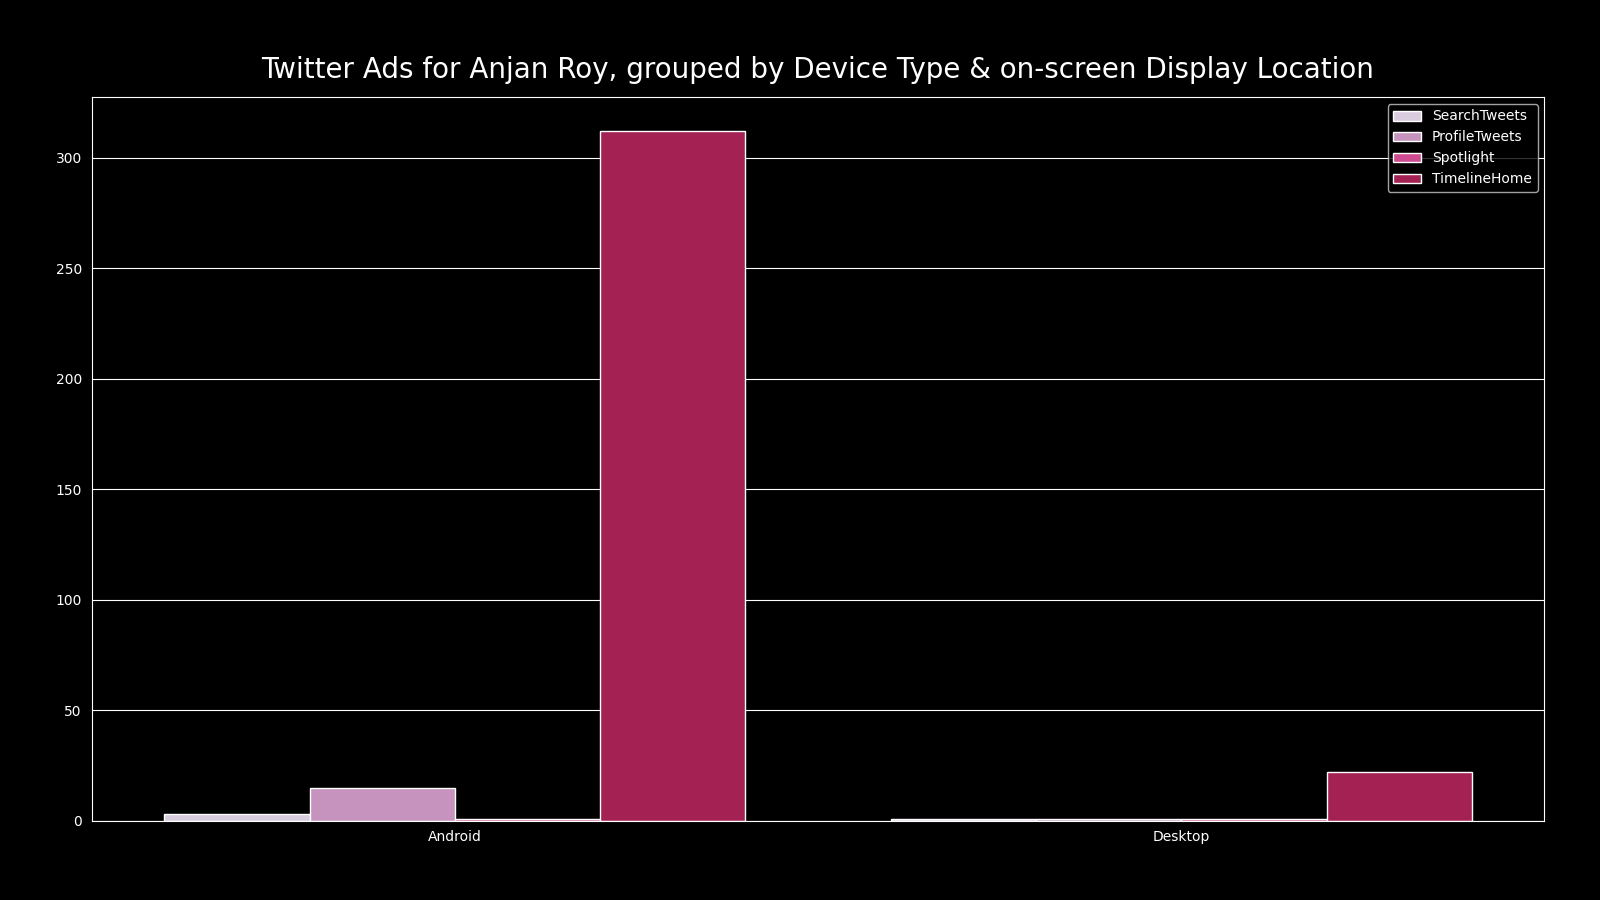 Twitter Ads for Anjan Roy, grouped by Device Type & on-screen Display Location
SearchTweets
ProfileTweets
Spotlight
TimelineHome
300
250
200
150
100
50
0
Android
Desktop